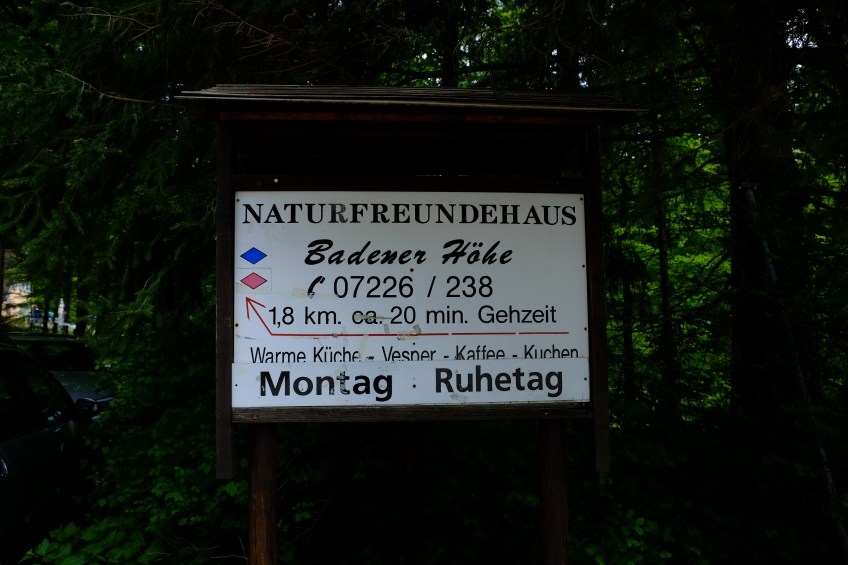 NATURFREUNDEHAUS
Badener Höhe
07226 / 238
1,8 km. ca. 20 min. Gehzeit
Warme Küche - Vesper - Kaffee - Kuchen
Montag Ruhetag